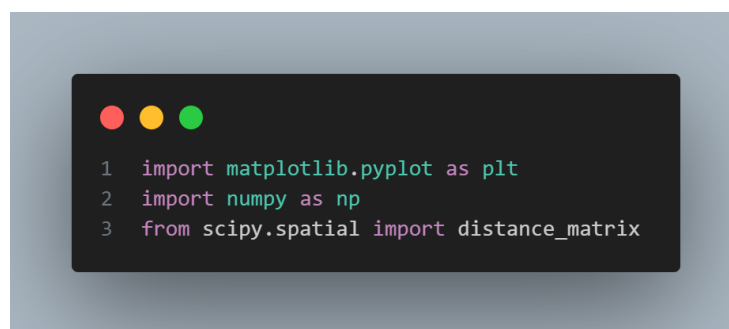 1 import matplotlib.pyplot as plt
2 import numpy as np
3 from scipy.spatial import distance_matrix